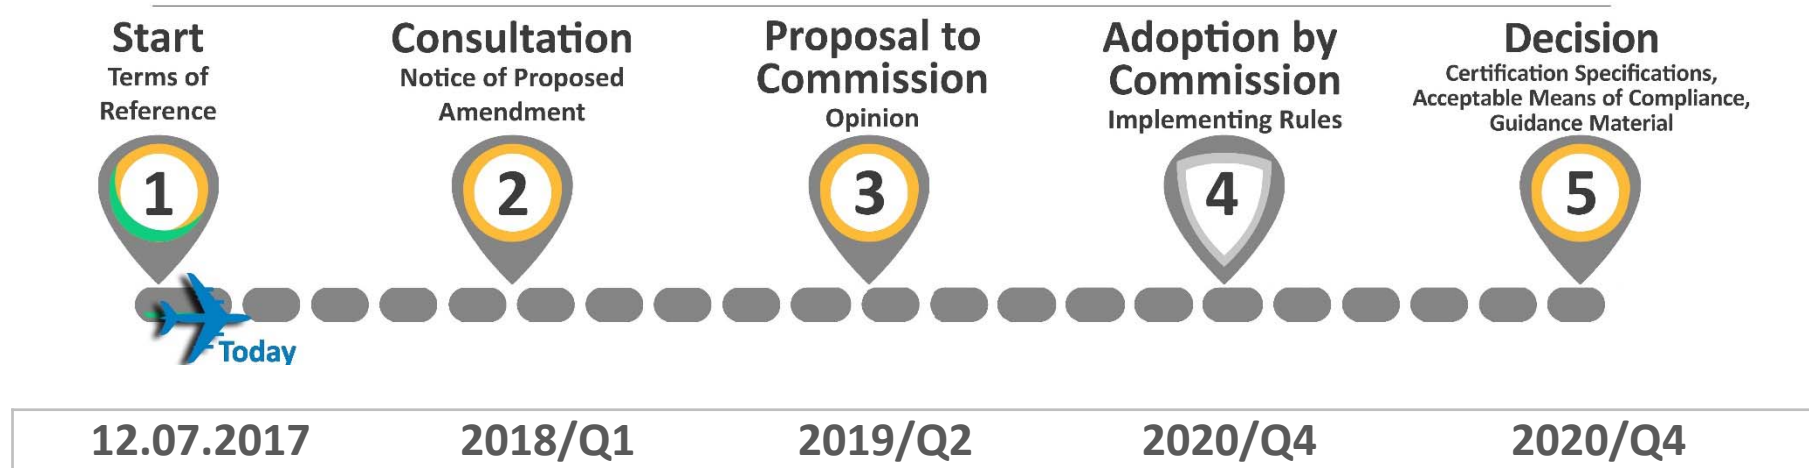 Start
Terms of
Reference
1
Consultation
Notice of Proposed
Amendment
2
Proposal to
Commission
Opinion
3
Adoption by
Commission
Implementing Rules
4
Decision
Certification Specifications,
Acceptable Means of Compliance,
Guidance Material
5
Today
12.07.2017 2018/Q1 2019/Q2 2020/Q4 2020/Q4